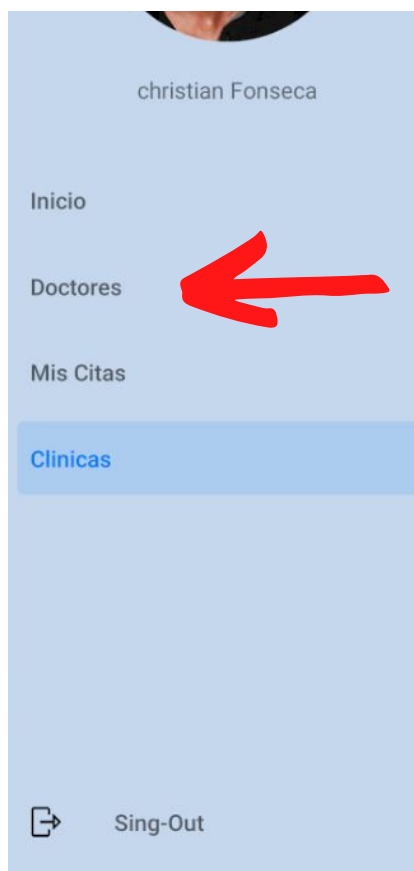 christian Fonseca
Inicio
Doctores
Mis Citas
Clinicas
Sing-Out